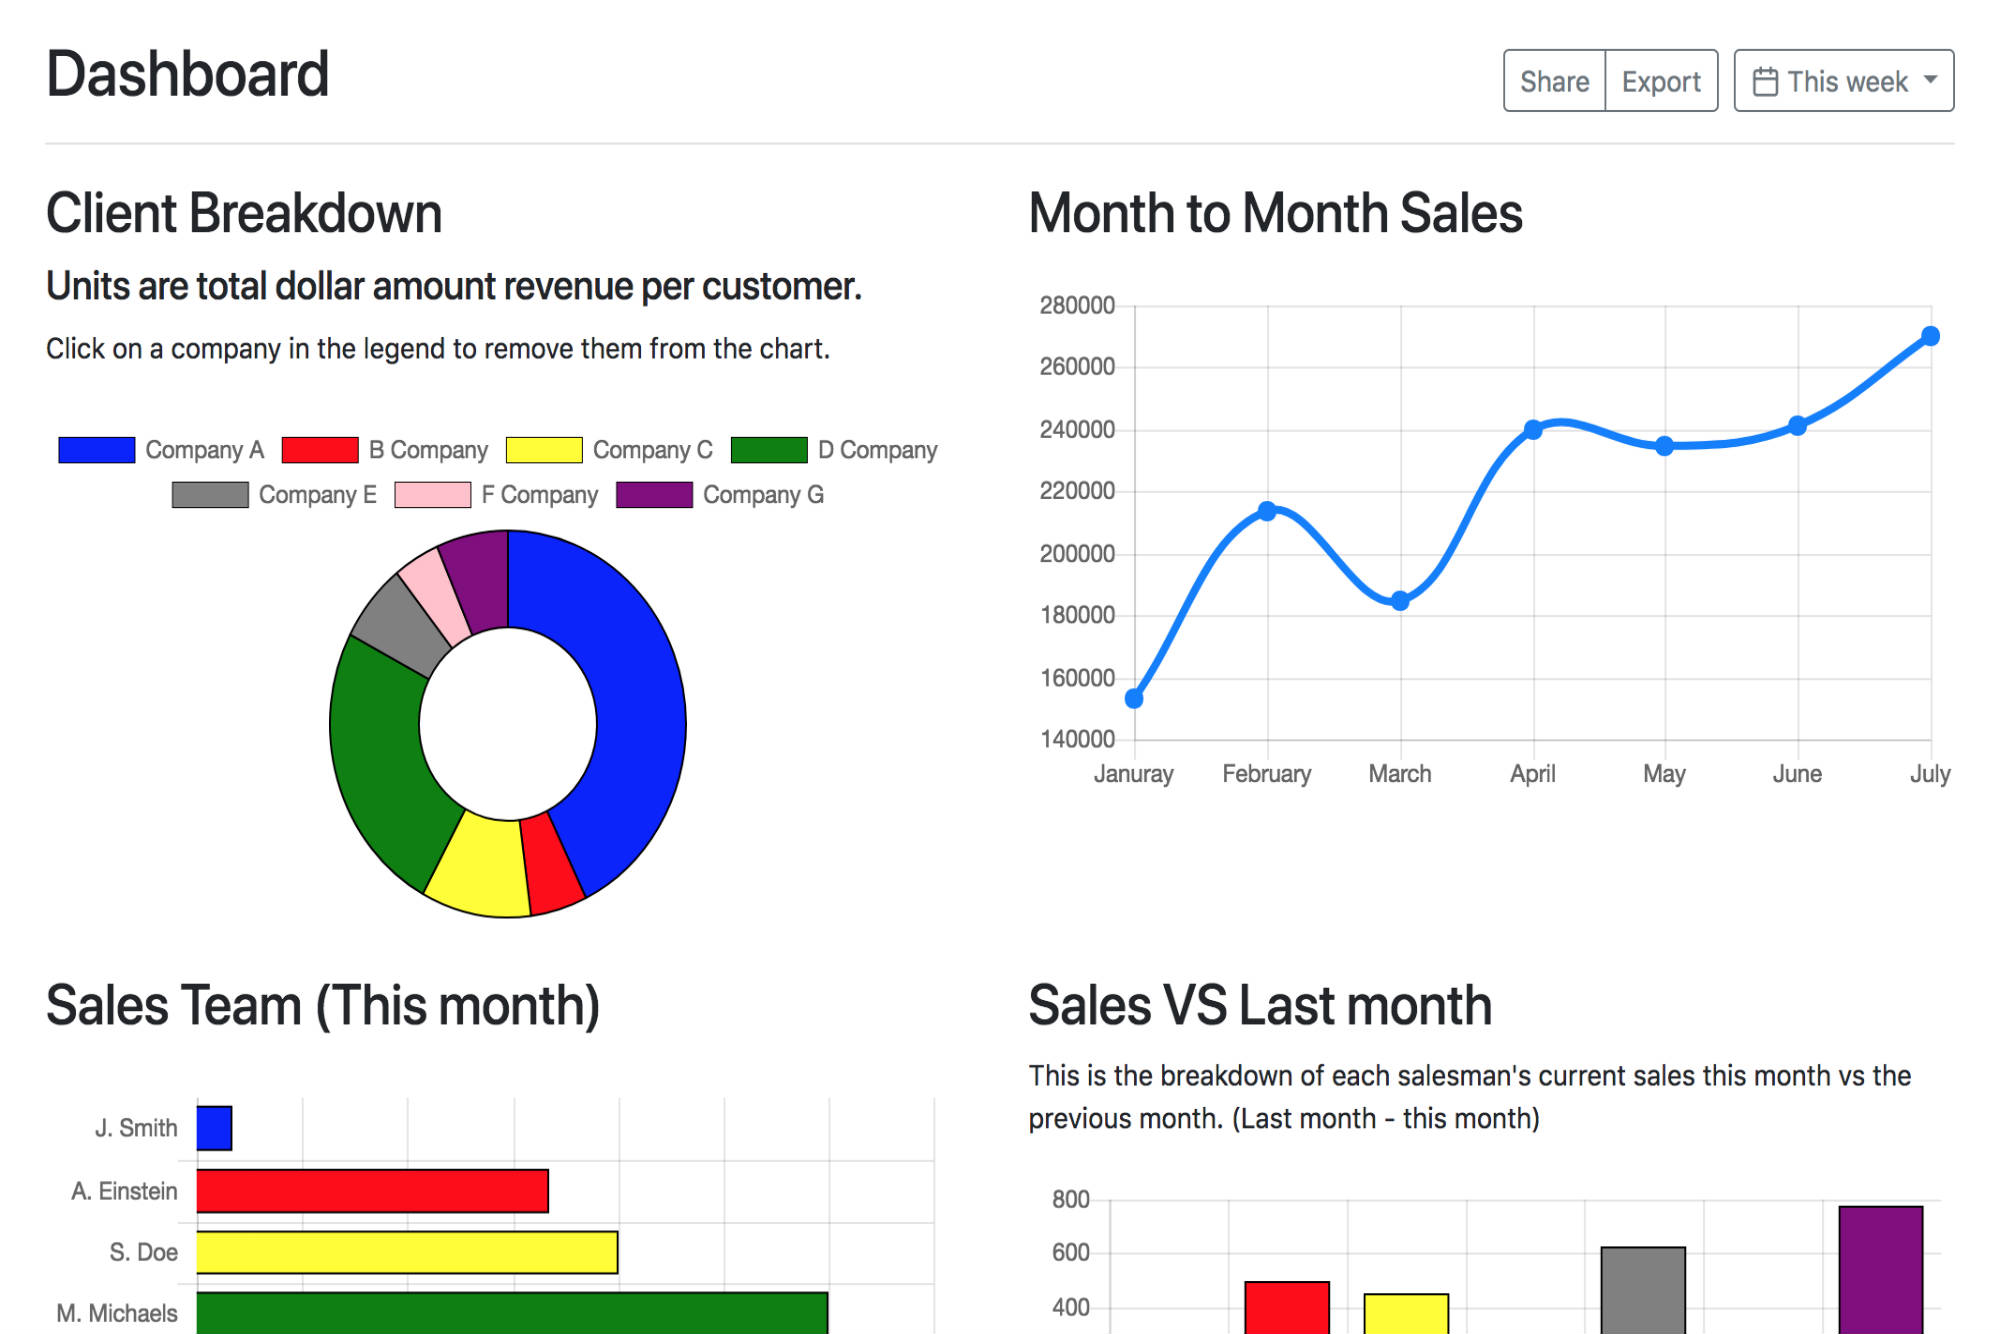 Dashboard
Share Export This week
Client Breakdown
Units are total dollar amount revenue per customer.
Click on a company in the legend to remove them from the chart.
Company A B Company Company C D Company
Company E F Company Company G
Month to Month Sales
280000
260000
240000
220000
200000
180000
160000
140000
Januray February March April May June July
Sales Team (This month)
J. Smith
A. Einstein
S. Doe
M. Michaels
Sales VS Last month
This is the breakdown of each salesman's current sales this month vs the
previous month. (Last month - this month)
800
600
400